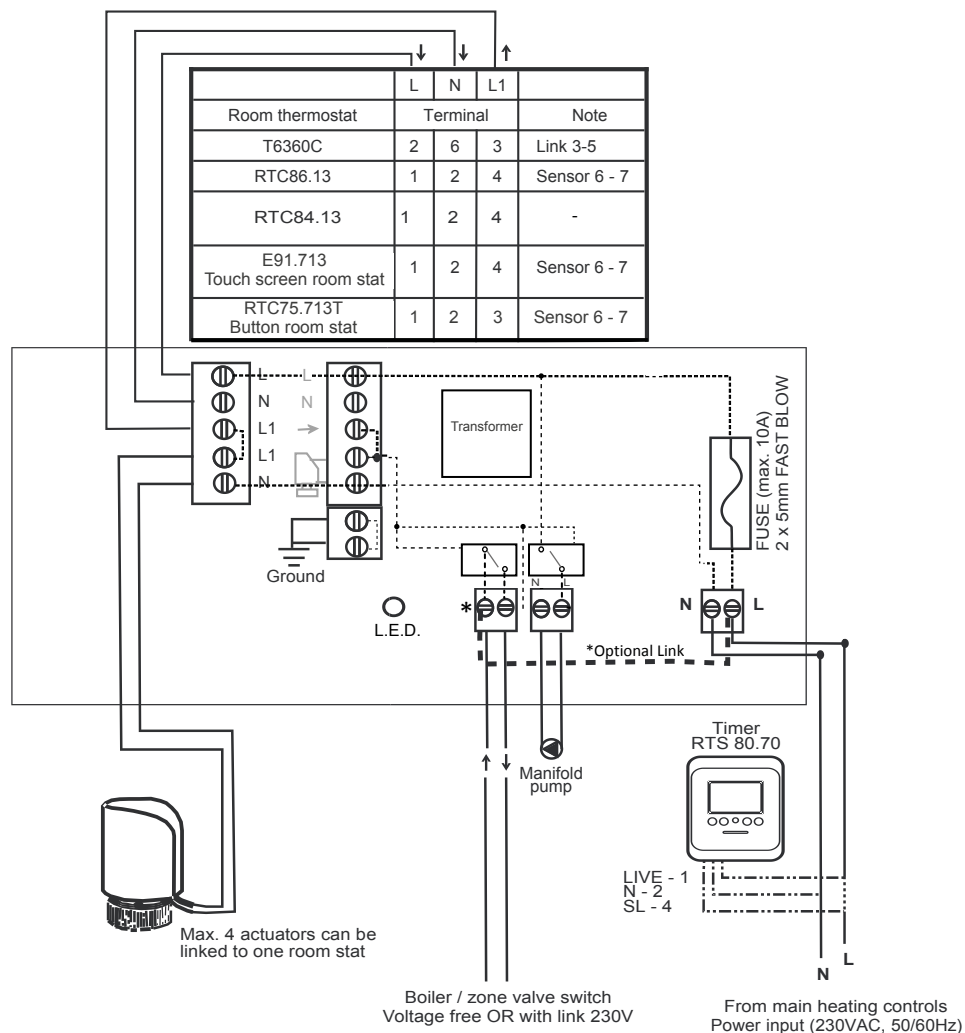 L N L1
Room thermostat Terminal Note
T6360C 2 6 3 Link 3-5
RTC86.13 1 2 4 Sensor 6 - 7
RTC84.13 1 2 4 -
E91.713
Touch screen room stat 1 2 4 Sensor 6 - 7
RTC75.713T
Button room stat 1 2 3 Sensor 6 - 7
L L
N N
L1
L1
N
Transformer
FUSE (max. 10A)
2 x 5mm FAST BLOW
Ground
L.E.D.
*
N L
N L
*Optional Link
Manifold
pump
Timer
RTS 80.70
LIVE - 1
N - 2
SL - 4
Max. 4 actuators can be
linked to one room stat
Boiler / zone valve switch
Voltage free OR with link 230V
N L
From main heating controls
Power input (230VAC, 50/60Hz)